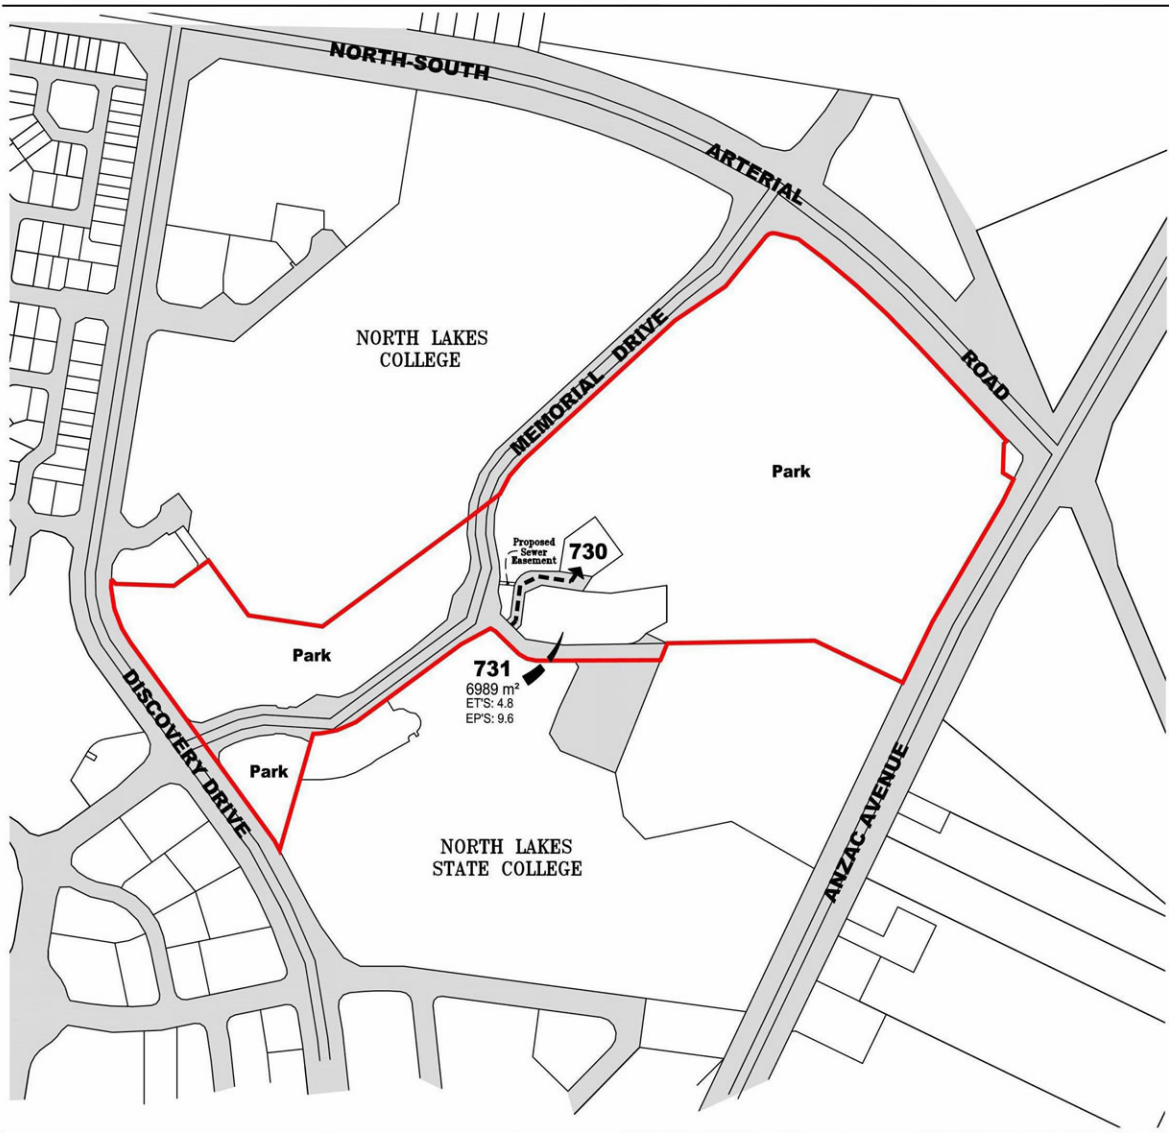 NORTH-SOUTH
ARTERIAL
ROAD
NORTH LAKES
COLLEGE
MEMORIAL DRIVE
Park
Proposed
Sewer
Easement
730
Park
731
6989 m²
ET'S: 4.8
EP'S: 9.6
DISCOVERY DRIVE
Park
ANZAC AVENUE
NORTH LAKES
STATE COLLEGE